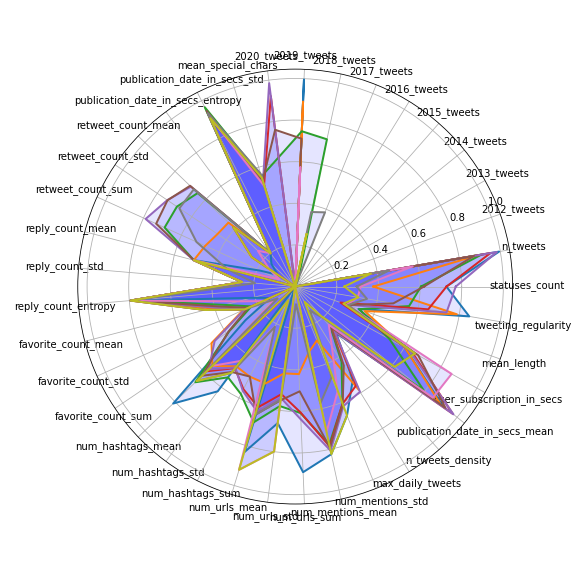 2019_tweets
2020_tweets
2018_tweets
mean_special_chars
2017_tweets
publication_date_in_secs_std
2016_tweets
publication_date_in_secs_entropy
2015_tweets
retweet_count_mean
2014_tweets
retweet_count_std
2013_tweets
retweet_count_sum
1.0
2012_tweets
0.8
reply_count_mean
0.6
n_tweets
0.4
reply_count_std
0.2
statuses_count
reply_count_entropy
tweeting_regularity
favorite_count_mean
mean_length
favorite_count_std
er_subscription_in_secs
favorite_count_sum
publication_date_in_secs_mean
num_hashtags_mean
n_tweets_density
num_hashtags_std
max_daily_tweets
num_hashtags_sum
num_mentions_std
num_urls_mean
num_mentions_mean
num_urls_std
num_urls_sum